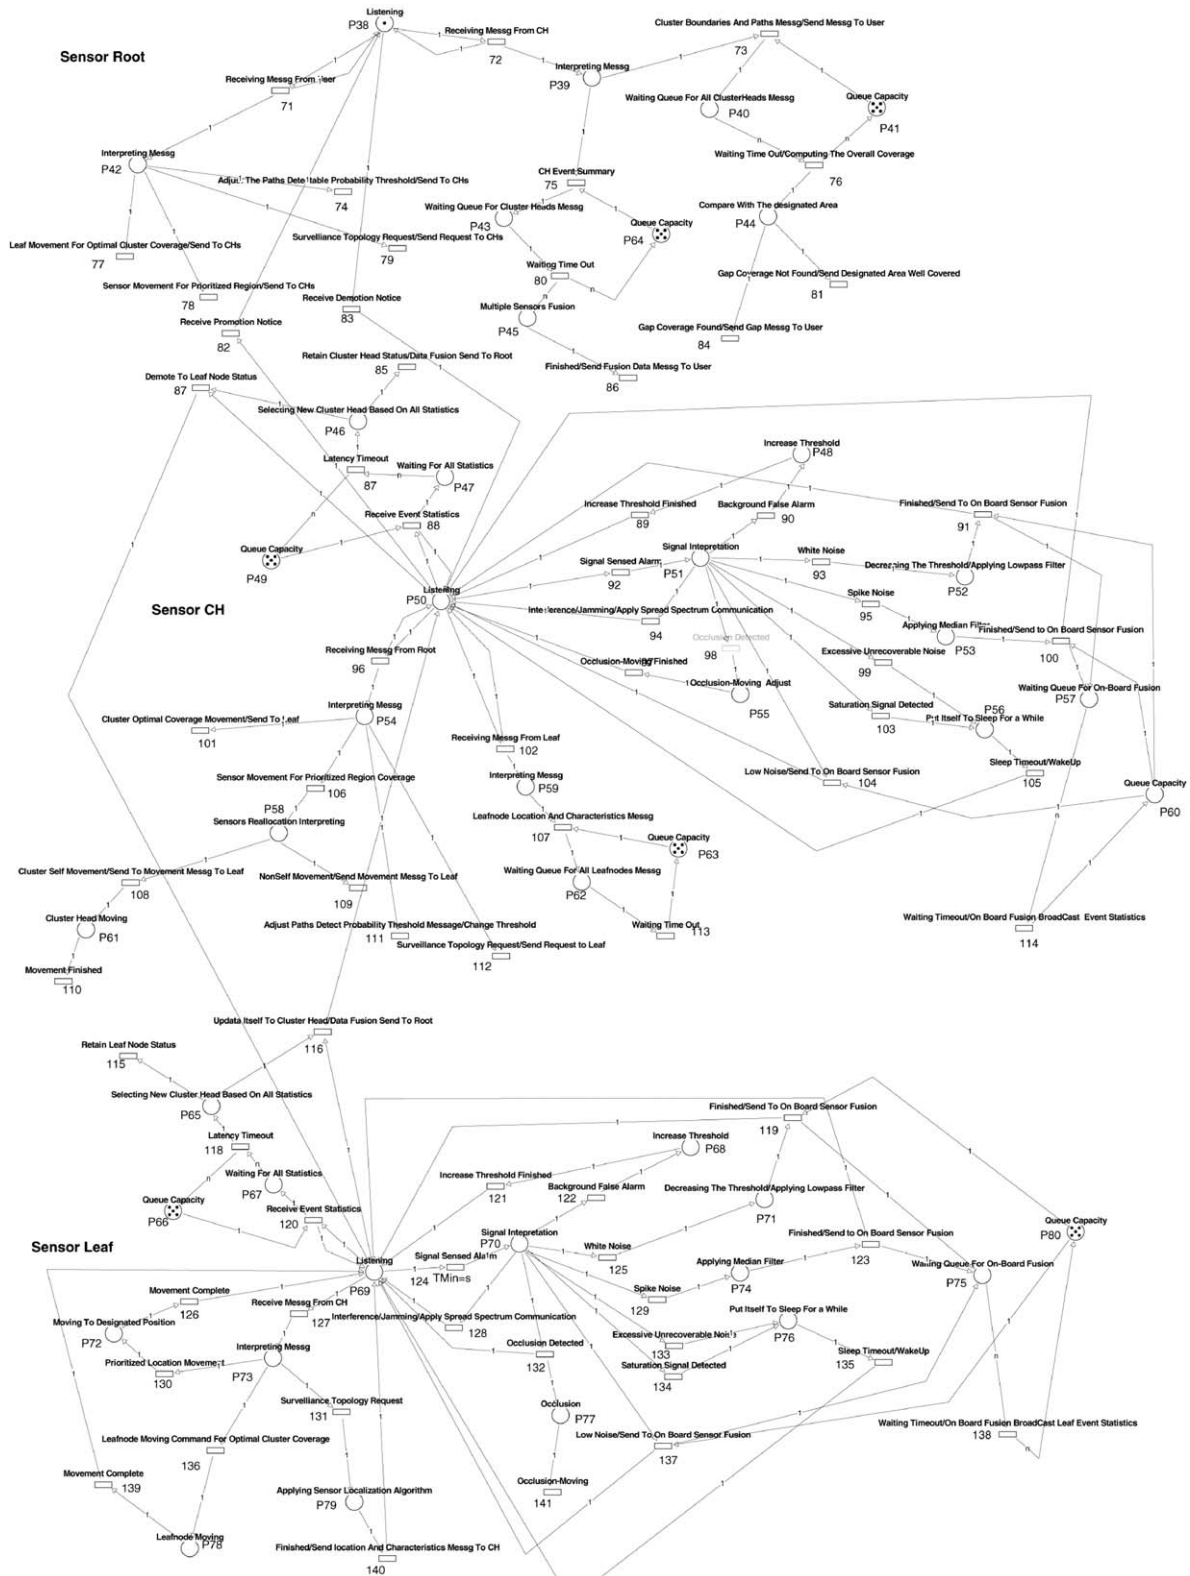 Listening
P38
Receiving Messg From CH
72
Cluster Boundaries And Paths Messg/Send Messg To User
73
Sensor Root
Interpreting Messg
P39
Receiving Messg From User
71
Waiting Queue For All ClusterHeads Messg
P40
Queue Capacity
P41
Interpreting Messg
P42
Waiting Time Out/Computing The Overall Coverage
76
CH Event Summary
75
Adjust The Paths Detectable Probability Threshold/Send To CHs
74
Waiting Queue For Cluster Heads Messg
P43
Compare With The designated Area
P44
Queue Capacity
P64
Leaf Movement For Optimal Cluster Coverage/Send To CHs
77
Survelliance Topology Request/Send Request To CHs
79
Waiting Time Out
80
Gap Coverage Not Found/Send Designated Area Well Covered
81
Sensor Movement For Prioritized Region/Send To CHs
78
Receive Demotion Notice
83
Multiple Sensors Fusion
P45
Receive Promotion Notice
82
Gap Coverage Found/Send Gap Messg To User
84
Retain Cluster Head Status/Data Fusion Send To Root
85
Finished/Send Fusion Data Messg To User
86
Demote To Leaf Node Status
87
Selecting New Cluster Head Based On All Statistics
P46
Increase Threshold
P48
Latency Timeout
87
Waiting For All Statistics
P47
Increase Threshold Finished
89
Background False Alarm
90
Finished/Send To On Board Sensor Fusion
91
Receive Event Statistics
88
Queue Capacity
P49
Signal Intepretation
P51
Signal Sensed Alarm
92
White Noise
93
Decreasing The Threshold/Applying Lowpass Filter
P52
Sensor CH
Listening
P50
Spike Noise
95
Interference/Jamming/Apply Spread Spectrum Communication
94
Applying Median Filter
P53
Finished/Send to On Board Sensor Fusion
100
Occlusion Detected
98
Receiving Messg From Root
96
Occlusion-Moving Finished
97
Excessive Unrecoverable Noise
99
Occlusion-Moving Adjust
P55
Waiting Queue For On-Board Fusion
P57
Interpreting Messg
P54
Saturation Signal Detected
103
P56
Put Itself To Sleep For a While
Cluster Optimal Coverage Movement/Send To Leaf
101
Receiving Messg From Leaf
102
Sleep Timeout/WakeUp
105
Sensor Movement For Prioritized Region Coverage
106
Interpreting Messg
P59
Low Noise/Send To On Board Sensor Fusion
104
Queue Capacity
P60
P58
Sensors Reallocation Interpreting
Leafnode Location And Characteristics Messg
107
Queue Capacity
P63
Cluster Self Movement/Send To Movement Messg To Leaf
108
NonSelf Movement/Send Movement Messg To Leaf
109
Waiting Queue For All Leafnodes Messg
P62
Cluster Head Moving
P61
Adjust Paths Detect Probability Theshold Message/Change Threshold
111
Waiting Time Out
113
Waiting Timeout/On Board Fusion BroadCast Event Statistics
114
Surveillance Topology Request/Send Request to Leaf
112
Movement Finished
110
Updata Itself To Cluster Head/Data Fusion Send To Root
116
Retain Leaf Node Status
115
Selecting New Cluster Head Based On All Statistics
P65
Finished/Send To On Board Sensor Fusion
119
Latency Timeout
118
Increase Threshold
P68
Waiting For All Statistics
P67
Increase Threshold Finished
121
Background False Alarm
122
Decreasing The Threshold/Applying Lowpass Filter
P71
Queue Capacity
P66
Receive Event Statistics
120
Signal Intepretation
P70
Finished/Send to On Board Sensor Fusion
123
Queue Capacity
P80
Sensor Leaf
Listening
P69
Signal Sensed Alarm
124 TMin=s
White Noise
125
Applying Median Filter
P74
Waiting Queue For On-Board Fusion
P75
Movement Complete
126
Spike Noise
129
Receive Messg From CH
127
Interference/Jamming/Apply Spread Spectrum Communication
128
Put Itself To Sleep For a While
P76
Moving To Designated Position
P72
Excessive Unrecoverable Noise
133
Occlusion Detected
132
Interpreting Messg
P73
Prioritized Location Movement
130
Saturation Signal Detected
134
Sleep Timeout/WakeUp
135
Survelliance Topology Request
131
Occlusion
P77
Leafnode Moving Command For Optimal Cluster Coverage
136
Low Noise/Send To On Board Sensor Fusion
137
Waiting Timeout/On Board Fusion BroadCast Leaf Event Statistics
138
Movement Complete
139
Applying Sensor Localization Algorithm
P79
Occlusion-Moving
141
Leafnode Moving
P78
Finished/Send location And Characteristics Messg To CH
140